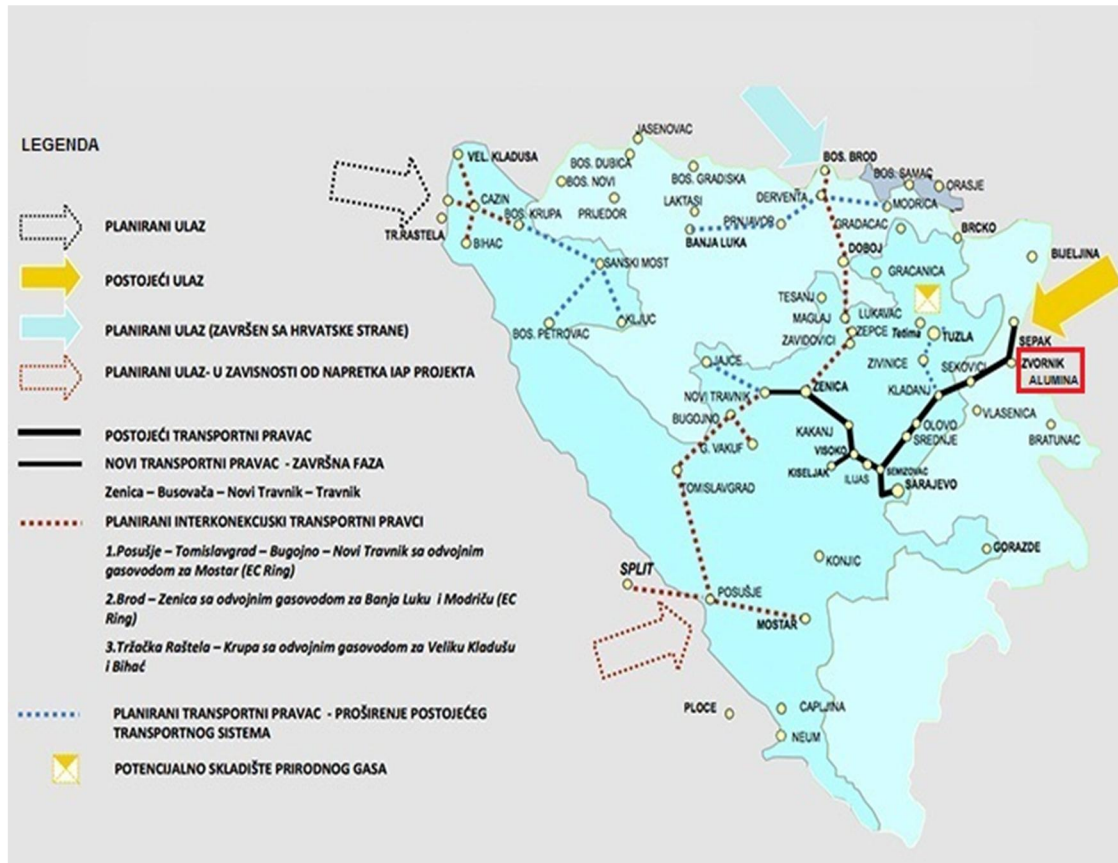 LEGENDA
PLANIRANI ULAZ
POSTOJEĆI ULAZ
PLANIRANI ULAZ (ZAVRŠEN SA HRVATSKE STRANE)
PLANIRANI ULAZ- U ZAVISNOTI OD NAPRETKA IAP PROJEKTA
POSTOJEĆI TRANSPORTNI PRAVAC
NOVI TRANSPORTNI PRAVAC - ZAVRŠNA FAZA
Zenica – Busovača – Novi Travnik – Travnik
PLANIRANI INTERKONEKCIJSKI TRANSPORTNI PRAVCI
1.Posušje – Tomislavgrad – Bugojno – Novi Travnik sa odvojnim
gasovodom za Mostar (EC Ring)
2.Brod – Zenica sa odvojnim gasovodom za Banja Luku i Modriču (EC
Ring)
3.Tržačka Raštela – Krupa sa odvojnim gasovodom za Veliku Kladušu
i Bihać
PLANIRANI TRANSPORTNI PRAVAC - PROŠIRENJE POSTOJEĆEG
TRANSPORTNOG SISTEMA
POTENCIJALNO SKLADIŠTE PRIRODNOG GASA
JASENOVAC
VEL. KLADUSA
BOS. DUBICA
BOS. BROD
BOS. NOVI
BOS. GRADISKA
BOS. SAMAC
ORASJE
CAZIN
PRIJEDOR
LAKTASI
DERVENTA
MODRICA
TR.RASTELA
BOS. KRUPA
BANJA LUKA
PRNJAVOR
GRADACAC
BRCKO
BIHAC
DOBOJ
BIJELJINA
SANSKI MOST
GRACANICA
TESANJ
BOS. PETROVAC
KLJUC
MAGLAJ
LUKAVAC
ZEPCE
Tetima
TUZLA
ZAVIDOVICI
SEPAK
JAJCE
ZIVINICE
SEKOVICI
ZVORNIK
ALUMINA
NOVI TRAVNIK
ZENICA
KLADANJ
BUGOJNO
VLASENICA
KAKANJ
OLOVO
BRATUNAC
G. VAKUF
SREDNJE
VISOKO
KISELJAK
ILIJAS
SEMIZOVAC
TOMISLAVGRAD
SARAJEVO
GORAZDE
KONJIC
SPLIT
POSUŠJE
MOSTAR
PLOCE
CAPLJINA
NEUM